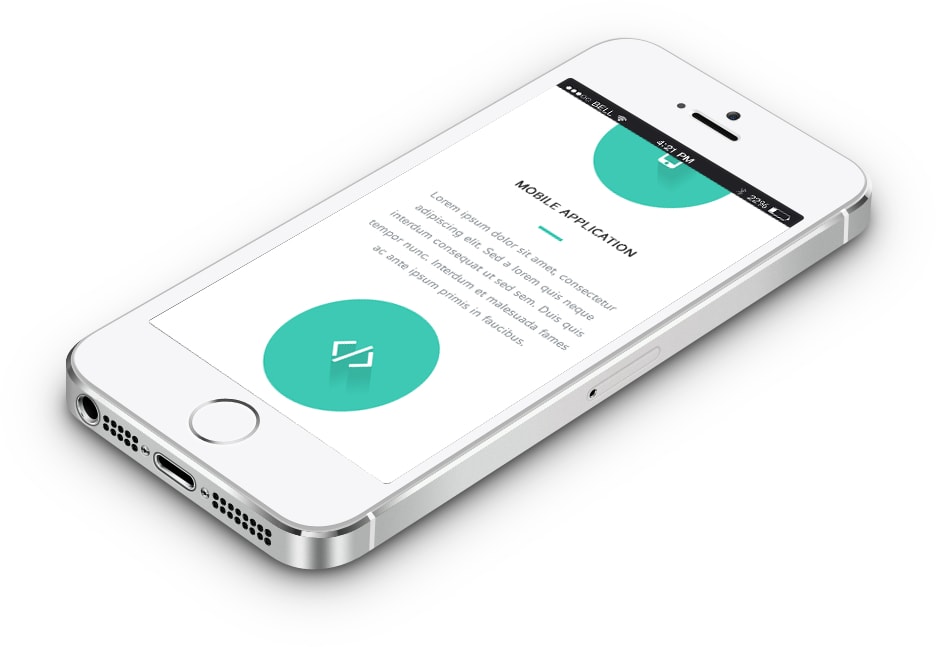 BELL 4:21 PM 22%
MOBILE APPLICATION
Lorem ipsum dolor sit amet, consectetur
adipiscing elit. Sed a lorem quis neque
interdum consequat ut sed sem. Duis quis
tempor nunc. Interdum et malesuada fames
ac ante ipsum primis in faucibus.